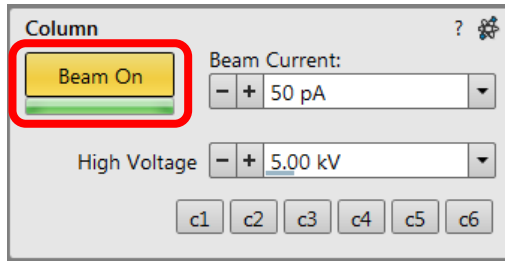 Column ?
Beam On
Beam Current:
− + 50 pA
High Voltage − + 5.00 kV
c1 c2 c3 c4 c5 c6